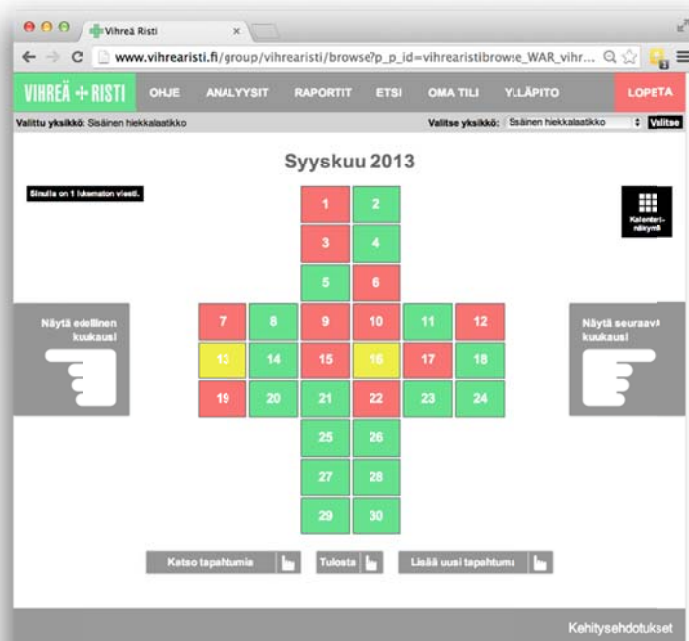 Vihreä Risti
www.vihrearisti.fi/group/vihrearisti/browse?p_p_id=vihrearistibrowse_WAR_vihr...
VIHREÄ + RISTI OHJE ANALYYSIT RAPORTIT ETSI OMA TILI YLLÄPITO LOPETA
Valittu yksikkö: Sisäinen hiekkalaatikko Valitse yksikkö: Sisäinen hiekkalaatikko Valitse
Syyskuu 2013
Sinulla on 1 lukematon viesti.
Kalenteri-
näkymä
1 2
3 4
5 6
Näytä edellinen
kuukausi
7 8 9 10 11 12
Näytä seuraava
kuukausi
13 14 15 16 17 18
19 20 21 22 23 24
25 26
27 28
29 30
Katso tapahtumia Tulosta Lisää uusi tapahtuma
Kehitysehdotukset